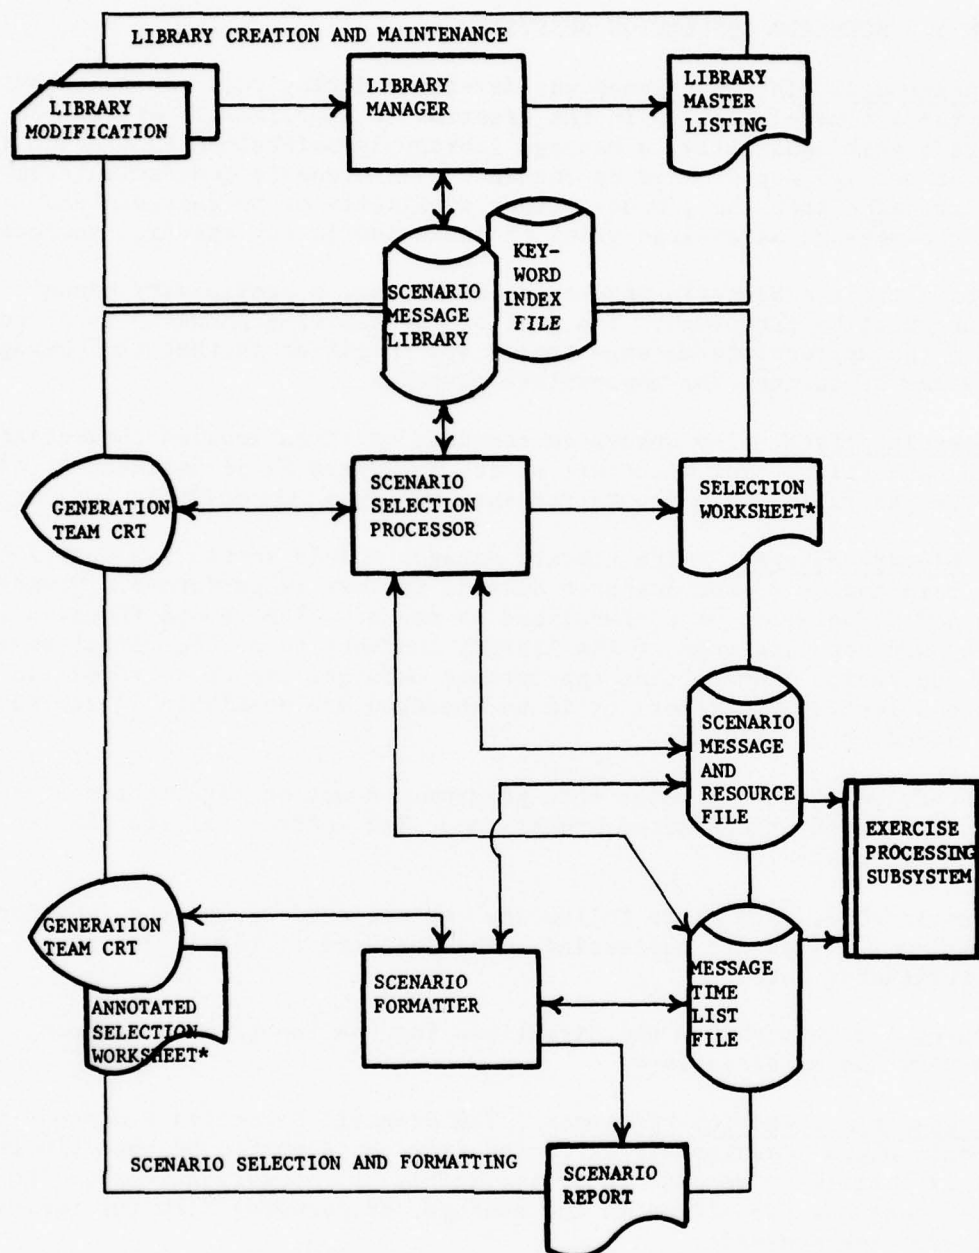 LIBRARY CREATION AND MAINTENANCE
LIBRARY
MODIFICATION
LIBRARY
MANAGER
LIBRARY
MASTER
LISTING
SCENARIO
MESSAGE
LIBRARY
KEY-
WORD
INDEX
FILE
GENERATION
TEAM CRT
SCENARIO
SELECTION
PROCESSOR
SELECTION
WORKSHEET*
SCENARIO
MESSAGE
AND
RESOURCE
FILE
EXERCISE
PROCESSING
SUBSYSTEM
GENERATION
TEAM CRT
ANNOTATED
SELECTION
WORKSHEET*
SCENARIO
FORMATTER
MESSAGE
TIME
LIST
FILE
SCENARIO SELECTION AND FORMATTING
SCENARIO
REPORT